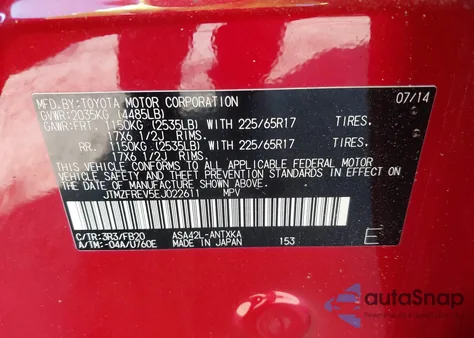 MFD.BY: TOYOTA MOTOR CORPORATION 07/14
GVWR: 2035KG (4485LB)
GAWR: FRT. 1150KG (2535LB) WITH 225/65R17 TIRES.
17X6 1/2J RIMS.
RR. 1150KG (2535LB) WITH 225/65R17 TIRES.
17X6 1/2J RIMS.
THIS VEHICLE CONFORMS TO ALL APPLICABLE FEDERAL MOTOR
VEHICLE SAFETY AND THEFT PREVENTION STANDARDS IN EFFECT ON
THE DATE OF MANUFACTURE SHOWN ABOVE.
JTMZFREV5EJ022611 MPV
C/TR: 3R3/FB20 ASA42L-ANTXKA
A/TM: -04A/U760E MADE IN JAPAN 153 E
autoSnap